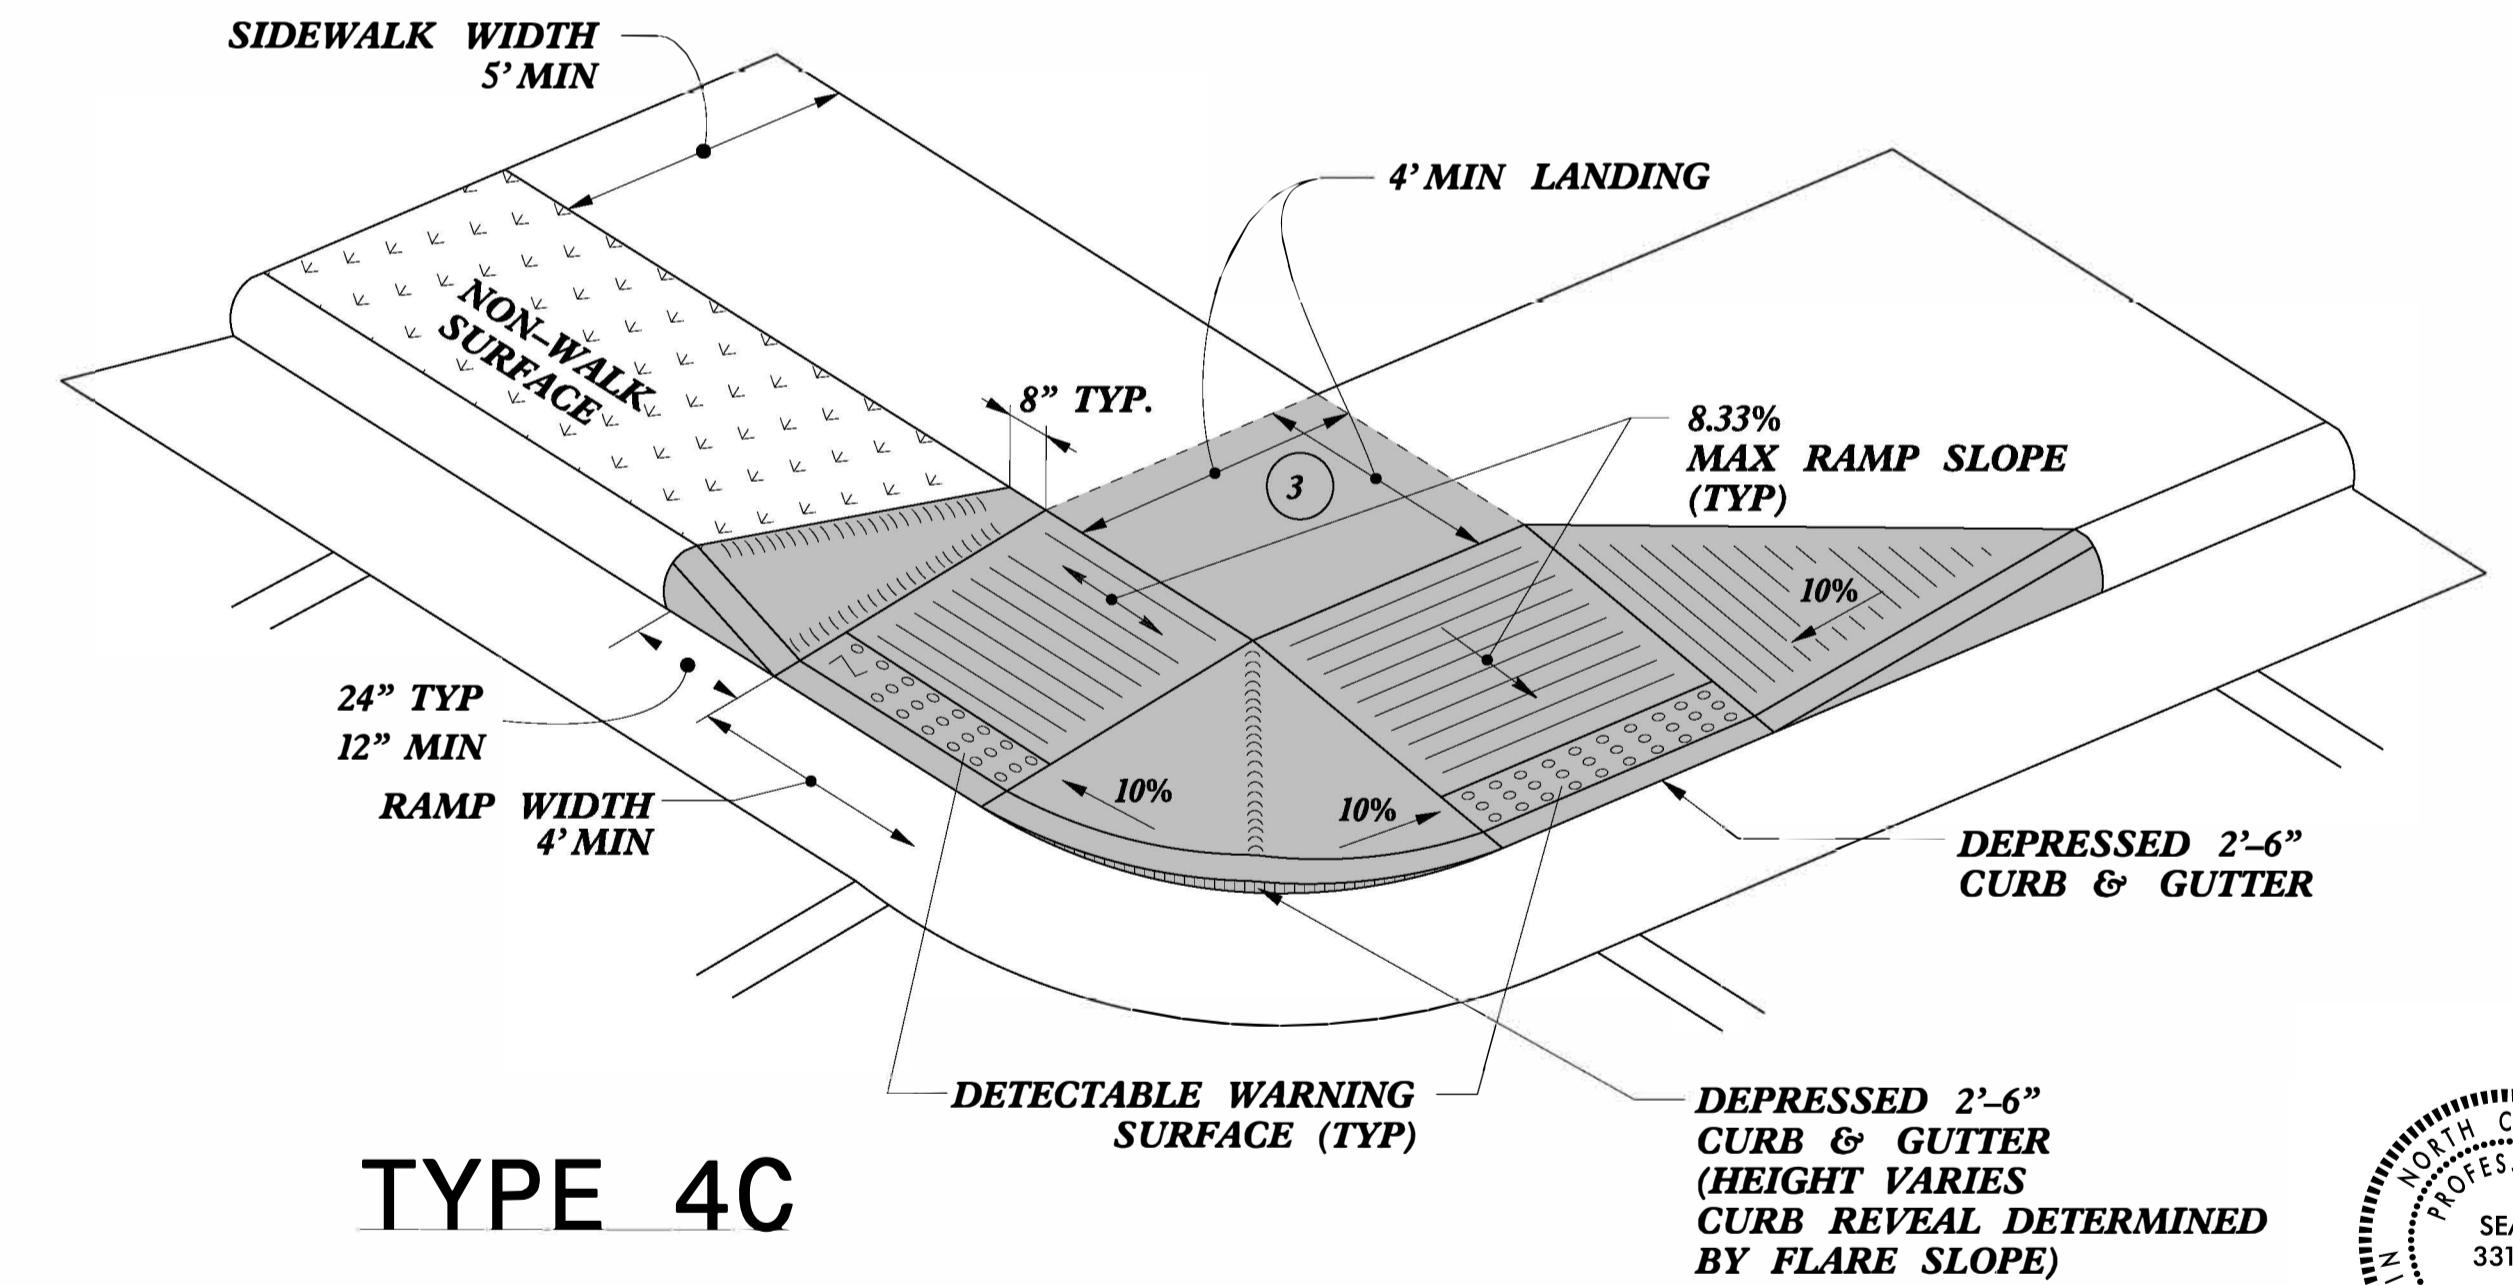 SIDEWALK WIDTH
5' MIN
4' MIN LANDING
NON-WALK
SURFACE
8" TYP.
3
8.33%
MAX RAMP SLOPE
(TYP)
10%
24" TYP
12" MIN
RAMP WIDTH
4' MIN
10%
10%
DEPRESSED 2'-6"
CURB & GUTTER
DETECTABLE WARNING
SURFACE (TYP)
DEPRESSED 2'-6"
CURB & GUTTER
(HEIGHT VARIES
CURB REVEAL DETERMINED
BY FLARE SLOPE)
TYPE 4C
NORTH